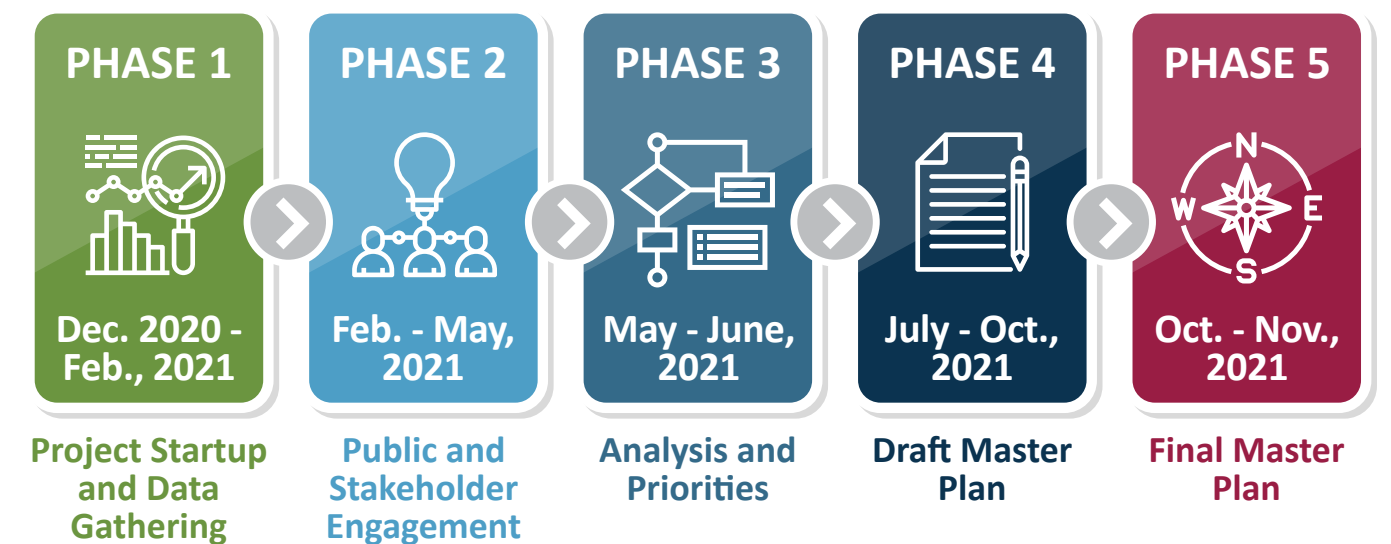 PHASE 1
Dec. 2020 -
Feb., 2021
Project Startup
and Data
Gathering
PHASE 2
Feb. - May,
2021
Public and
Stakeholder
Engagement
PHASE 3
May - June,
2021
Analysis and
Priorities
PHASE 4
July - Oct.,
2021
Draft Master
Plan
PHASE 5
N
W
E
S
Oct. - Nov.,
2021
Final Master
Plan